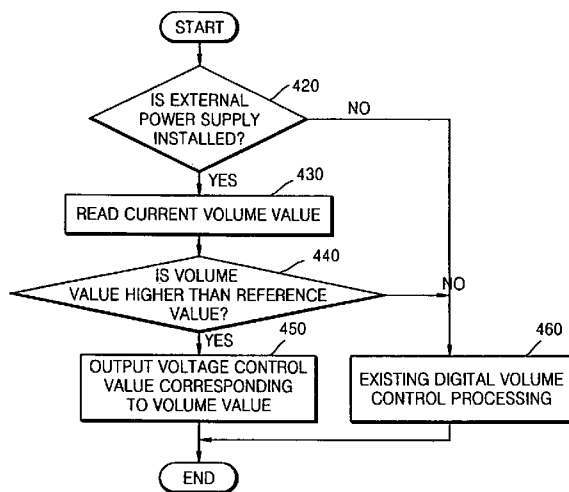 START
420
IS EXTERNAL
POWER SUPPLY
INSTALLED?
NO
YES
430
READ CURRENT VOLUME VALUE
440
IS VOLUME
VALUE HIGHER THAN REFERENCE
VALUE?
NO
YES
450
OUTPUT VOLTAGE CONTROL
VALUE CORRESPONDING
TO VOLUME VALUE
460
EXISTING DIGITAL VOLUME
CONTROL PROCESSING
END